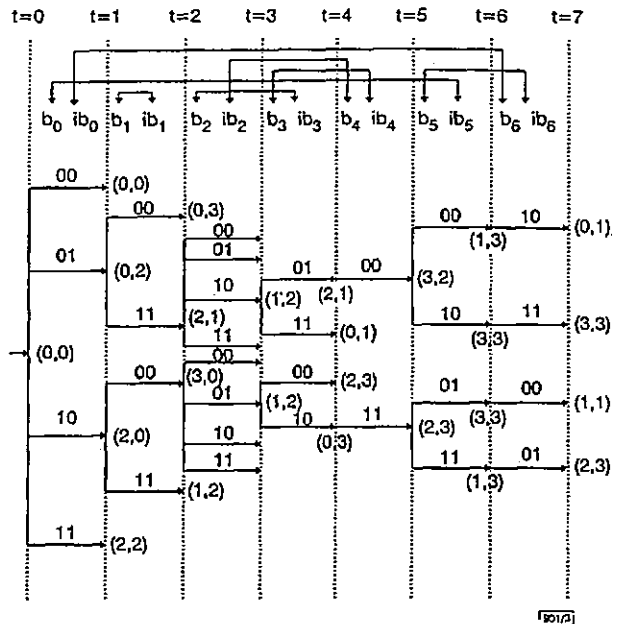 t=0 t=1 t=2 t=3 t=4 t=5 t=6 t=7
b0 ib0 b1 ib1 b2 ib2 b3 ib3 b4 ib4 b5 ib5 b6 ib6
00 (0,0)
00 (0,3)
00
00 10 (0,1)
(1,3)
01 (0,2)
01
10 (1,2)
01 (2,1) 00 (3,2)
11 (2,1)
11 (0,1)
10 (3,3) 11 (3,3)
11
(0,0)
00 (3,0)
00
00 (2,3)
01 (1,2)
01 (3,3) 00 (1,1)
10 (2,0)
10 (0,3) 11 (2,3)
10
11
11 (1,2)
11 (1,3) 01 (2,3)
11 (2,2)